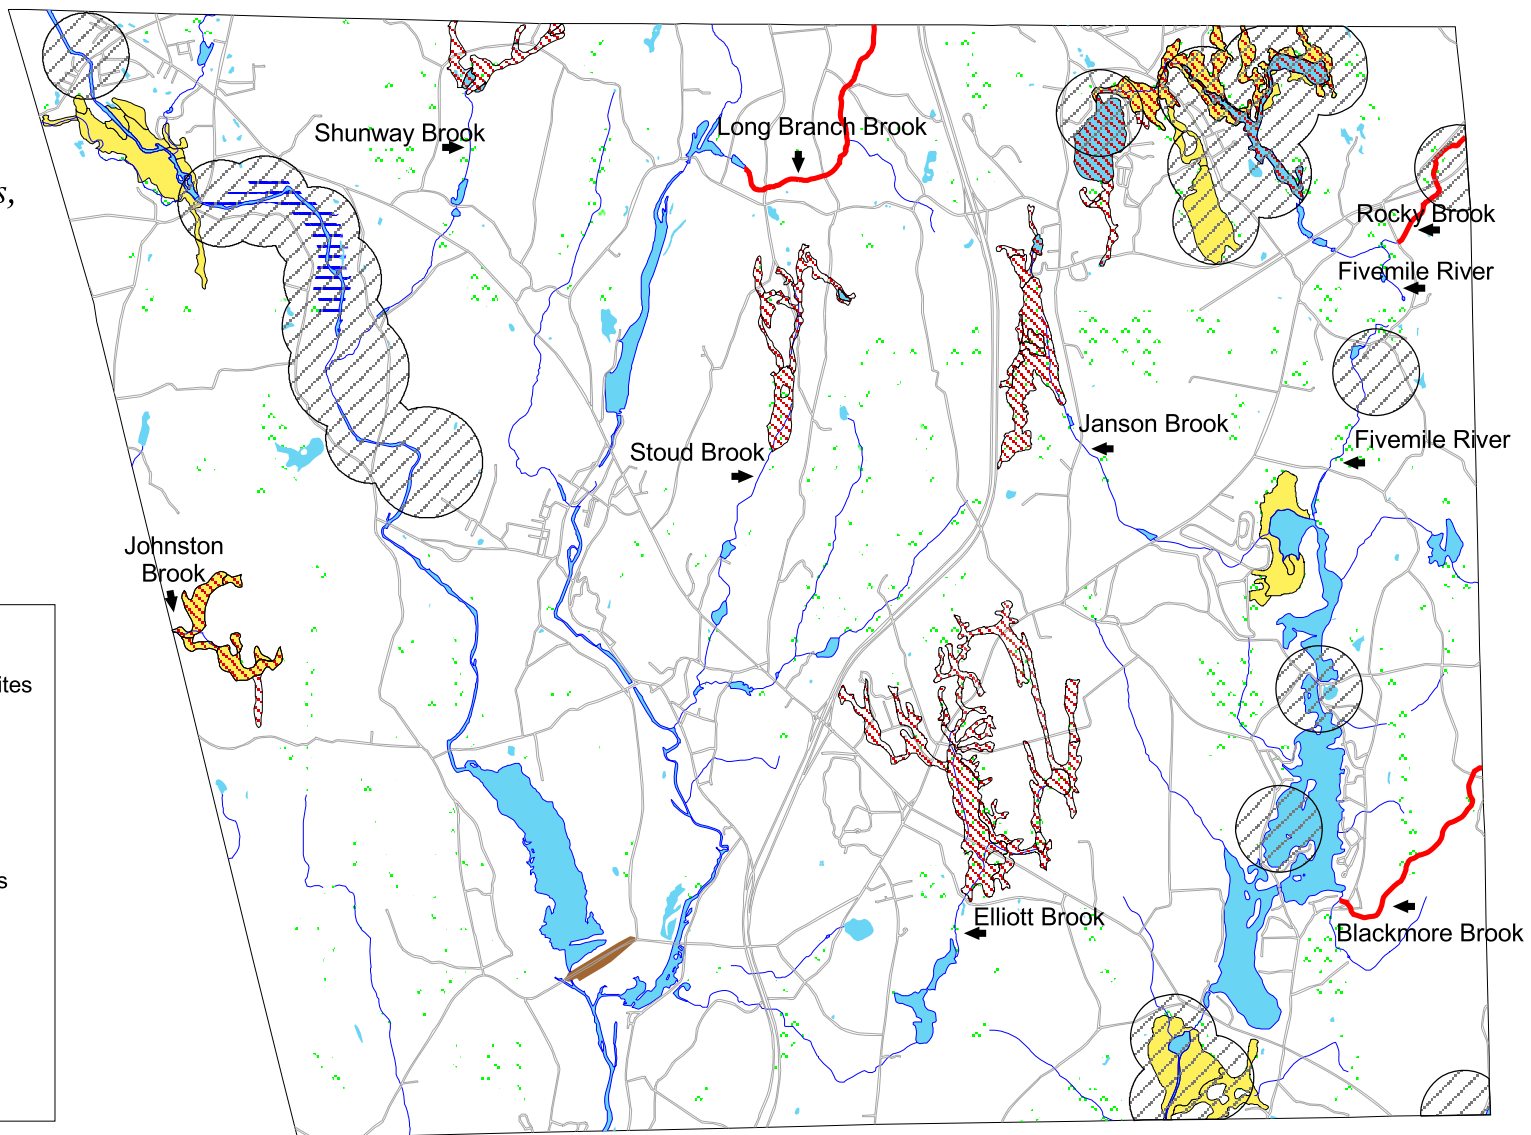 Long Branch Brook
Shunway Brook
s,
Rocky Brook
Fivemile River
Janson Brook
Fivemile River
Stoud Brook
Johnston
Brook
ites
s
Elliott Brook
Blackmore Brook